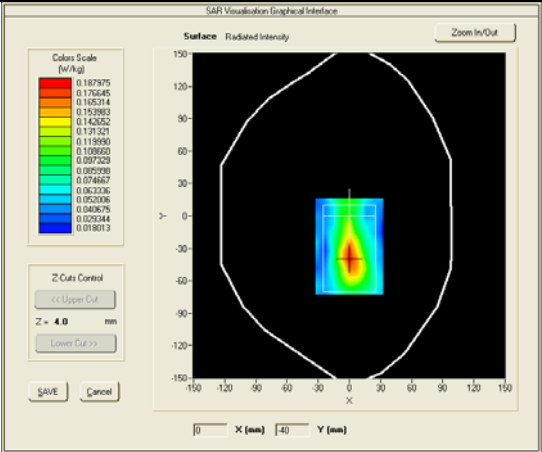 SAR Visualisation Graphical Interface
Surface Radiated Intensity
Zoom In/Out
Colors Scale
(W/kg)
0.187975
0.176645
0.165314
0.153983
0.142652
0.131321
0.119990
0.108660
0.097329
0.085998
0.074667
0.063336
0.052006
0.040675
0.029344
0.018013
Z-Cuts Control
<< Upper Cut
Z = 4.0 mm
Lower Cut >>
SAVE Cancel
150-
120-
90-
60-
30-
0-
-30-
-60-
-90-
-120-
-150-
Y
-150 -120 -90 -60 -30 0 30 60 90 120 150
X
0 X (mm) -40 Y (mm)